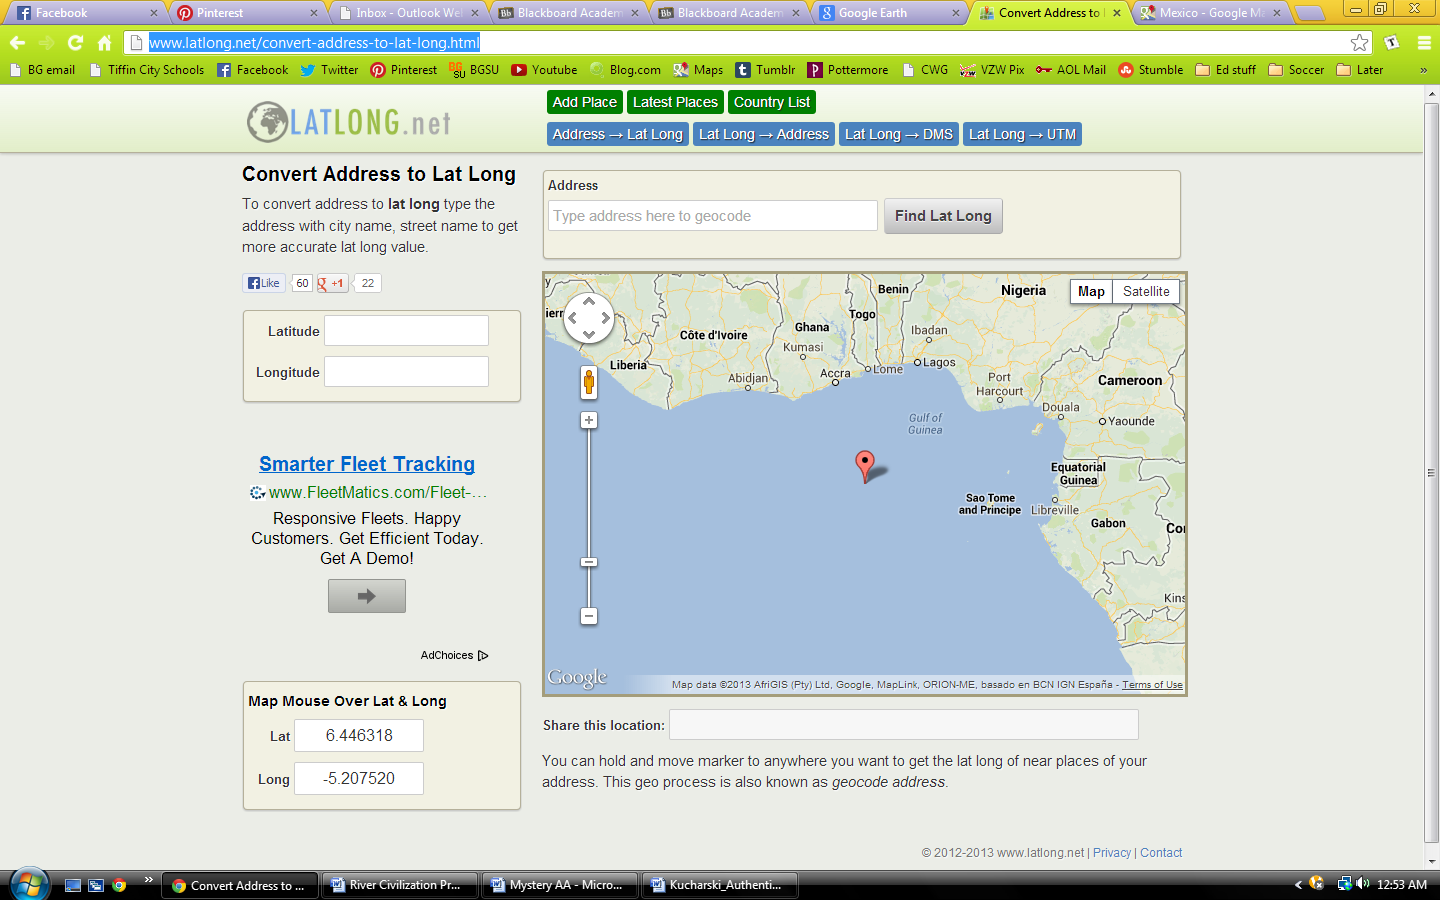 Facebook
Pinterest
Inbox - Outlook We
Blackboard Academ
Blackboard Academ
Google Earth
Convert Address to
Mexico - Google M
www.latlong.net/convert-address-to-lat-long.html
BG email
Tiffin City Schools
Facebook
Twitter
Pinterest
BGSU
Youtube
Blog.com
Maps
Tumblr
Pottermore
CWG
VZW Pix
AOL Mail
Stumble
Ed stuff
Soccer
Later
»
LATLONG.net
Add Place
Latest Places
Country List
Address → Lat Long
Lat Long → Address
Lat Long → DMS
Lat Long → UTM
Convert Address to Lat Long
To convert address to lat long type the
address with city name, street name to get
more accurate lat long value.
Like
60
+1
22
Latitude
Longitude
Smarter Fleet Tracking
www.FleetMatics.com/Fleet-...
Responsive Fleets. Happy
Customers. Get Efficient Today.
Get A Demo!
AdChoices
Map Mouse Over Lat & Long
Lat 6.446318
Long -5.207520
Address
Type address here to geocode
Find Lat Long
Map
Satellite
Benin
Nigeria
Togo
Ghana
Ibadan
Côte d'Ivoire
Kumasi
Liberia
Accra
Lome
Lagos
Abidjan
Port
Harcourt
Cameroon
Douala
Yaounde
Gulf of
Guinea
Equatorial
Guinea
Sao Tome
and Principe
Libreville
Gabon
Kins
Google
Map data ©2013 AfriGIS (Pty) Ltd, Google, MapLink, ORION-ME, basado en BCN IGN España - Terms of Use
Share this location:
You can hold and move marker to anywhere you want to get the lat long of near places of your
address. This geo process is also known as geocode address.
© 2012-2013 www.latlong.net | Privacy | Contact
Convert Address to ...
River Civilization Pr...
Mystery AA - Micro...
Kucharski_Authenti...
12:53 AM